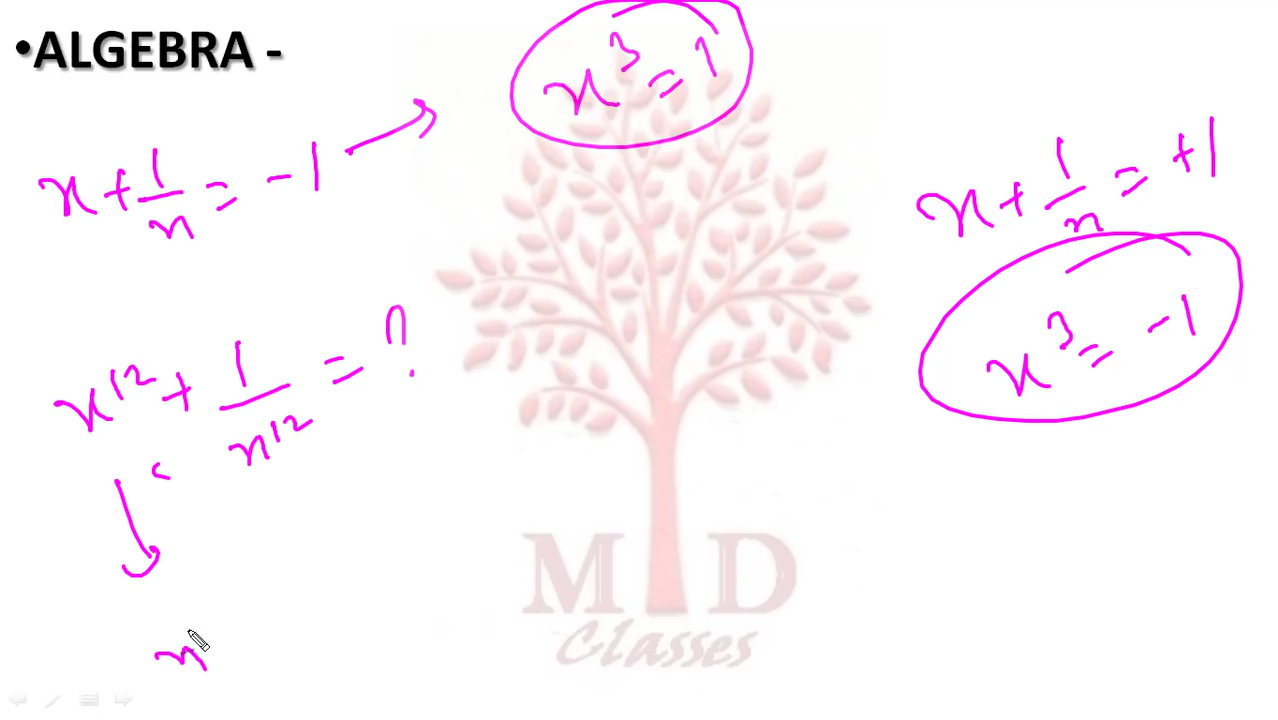 •ALGEBRA -
x³ = 1
x + 1/x = -1
x + 1/x = +1
x³ = -1
x¹² + 1/x¹² = ?
x
MD
Classes